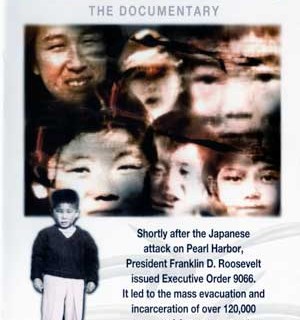 THE DOCUMENTARY
Shortly after the Japanese
attack on Pearl Harbor,
President Franklin D. Roosevelt
issued Executive Order 9066.
It led to the mass evacuation and
incarceration of over 120,000